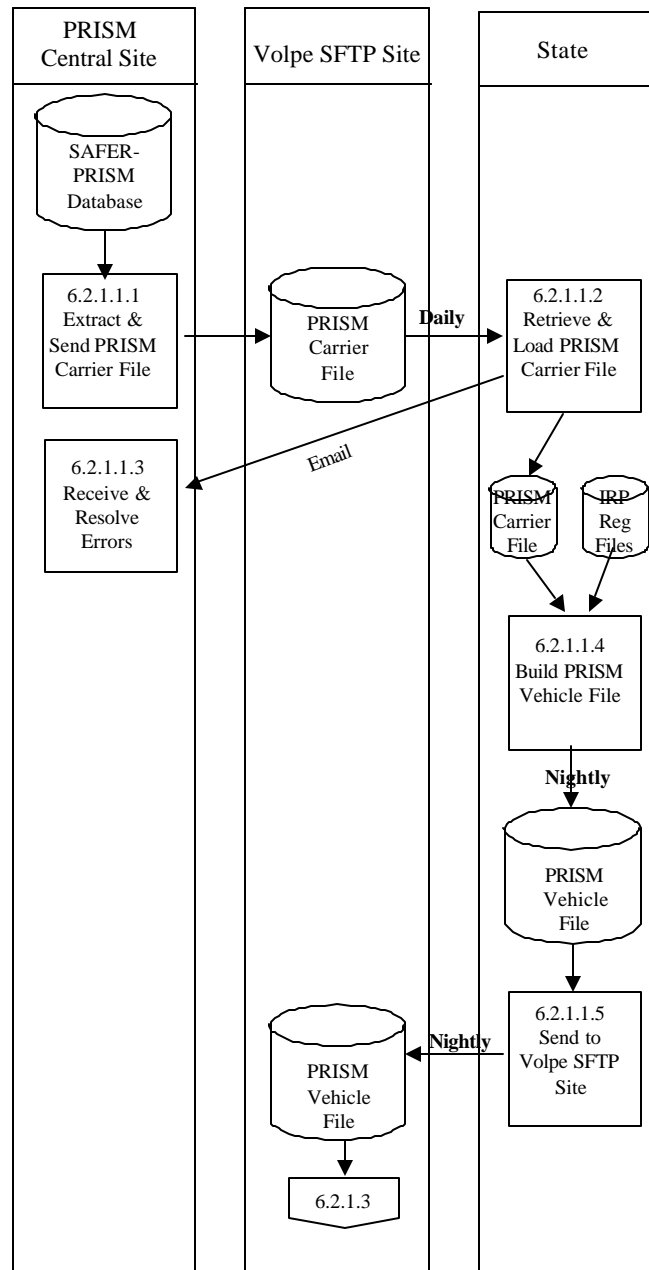 PRISM
Central Site
Volpe SFTP Site
State
SAFER-
PRISM
Database
6.2.1.1.1
Extract &
Send PRISM
Carrier File
PRISM
Carrier
File
Daily
6.2.1.1.2
Retrieve &
Load PRISM
Carrier File
Email
6.2.1.1.3
Receive &
Resolve
Errors
PRISM
Carrier
File
IRP
Reg
Files
6.2.1.1.4
Build PRISM
Vehicle File
Nightly
PRISM
Vehicle
File
6.2.1.1.5
Send to
Volpe SFTP
Site
Nightly
PRISM
Vehicle
File
6.2.1.3